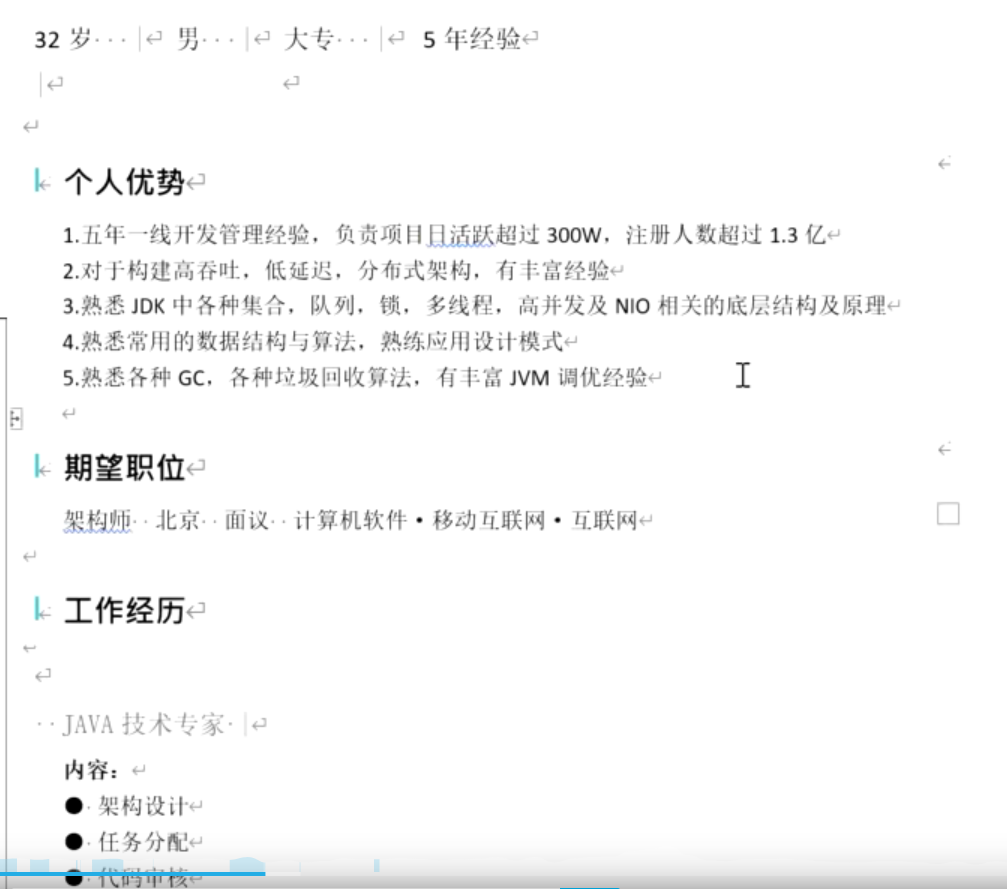 32 岁 男 大专 5 年经验
个人优势
1.五年一线开发管理经验，负责项目日活跃超过 300W，注册人数超过 1.3 亿
2.对于构建高吞吐，低延迟，分布式架构，有丰富经验
3.熟悉 JDK 中各种集合，队列，锁，多线程，高并发及 NIO 相关的底层结构及原理
4.熟悉常用的数据结构与算法，熟练应用设计模式
5.熟悉各种 GC，各种垃圾回收算法，有丰富 JVM 调优经验
期望职位
架构师 北京 面议 计算机软件•移动互联网•互联网
工作经历
JAVA 技术专家
内容：
● 架构设计
● 任务分配
● 代码审核